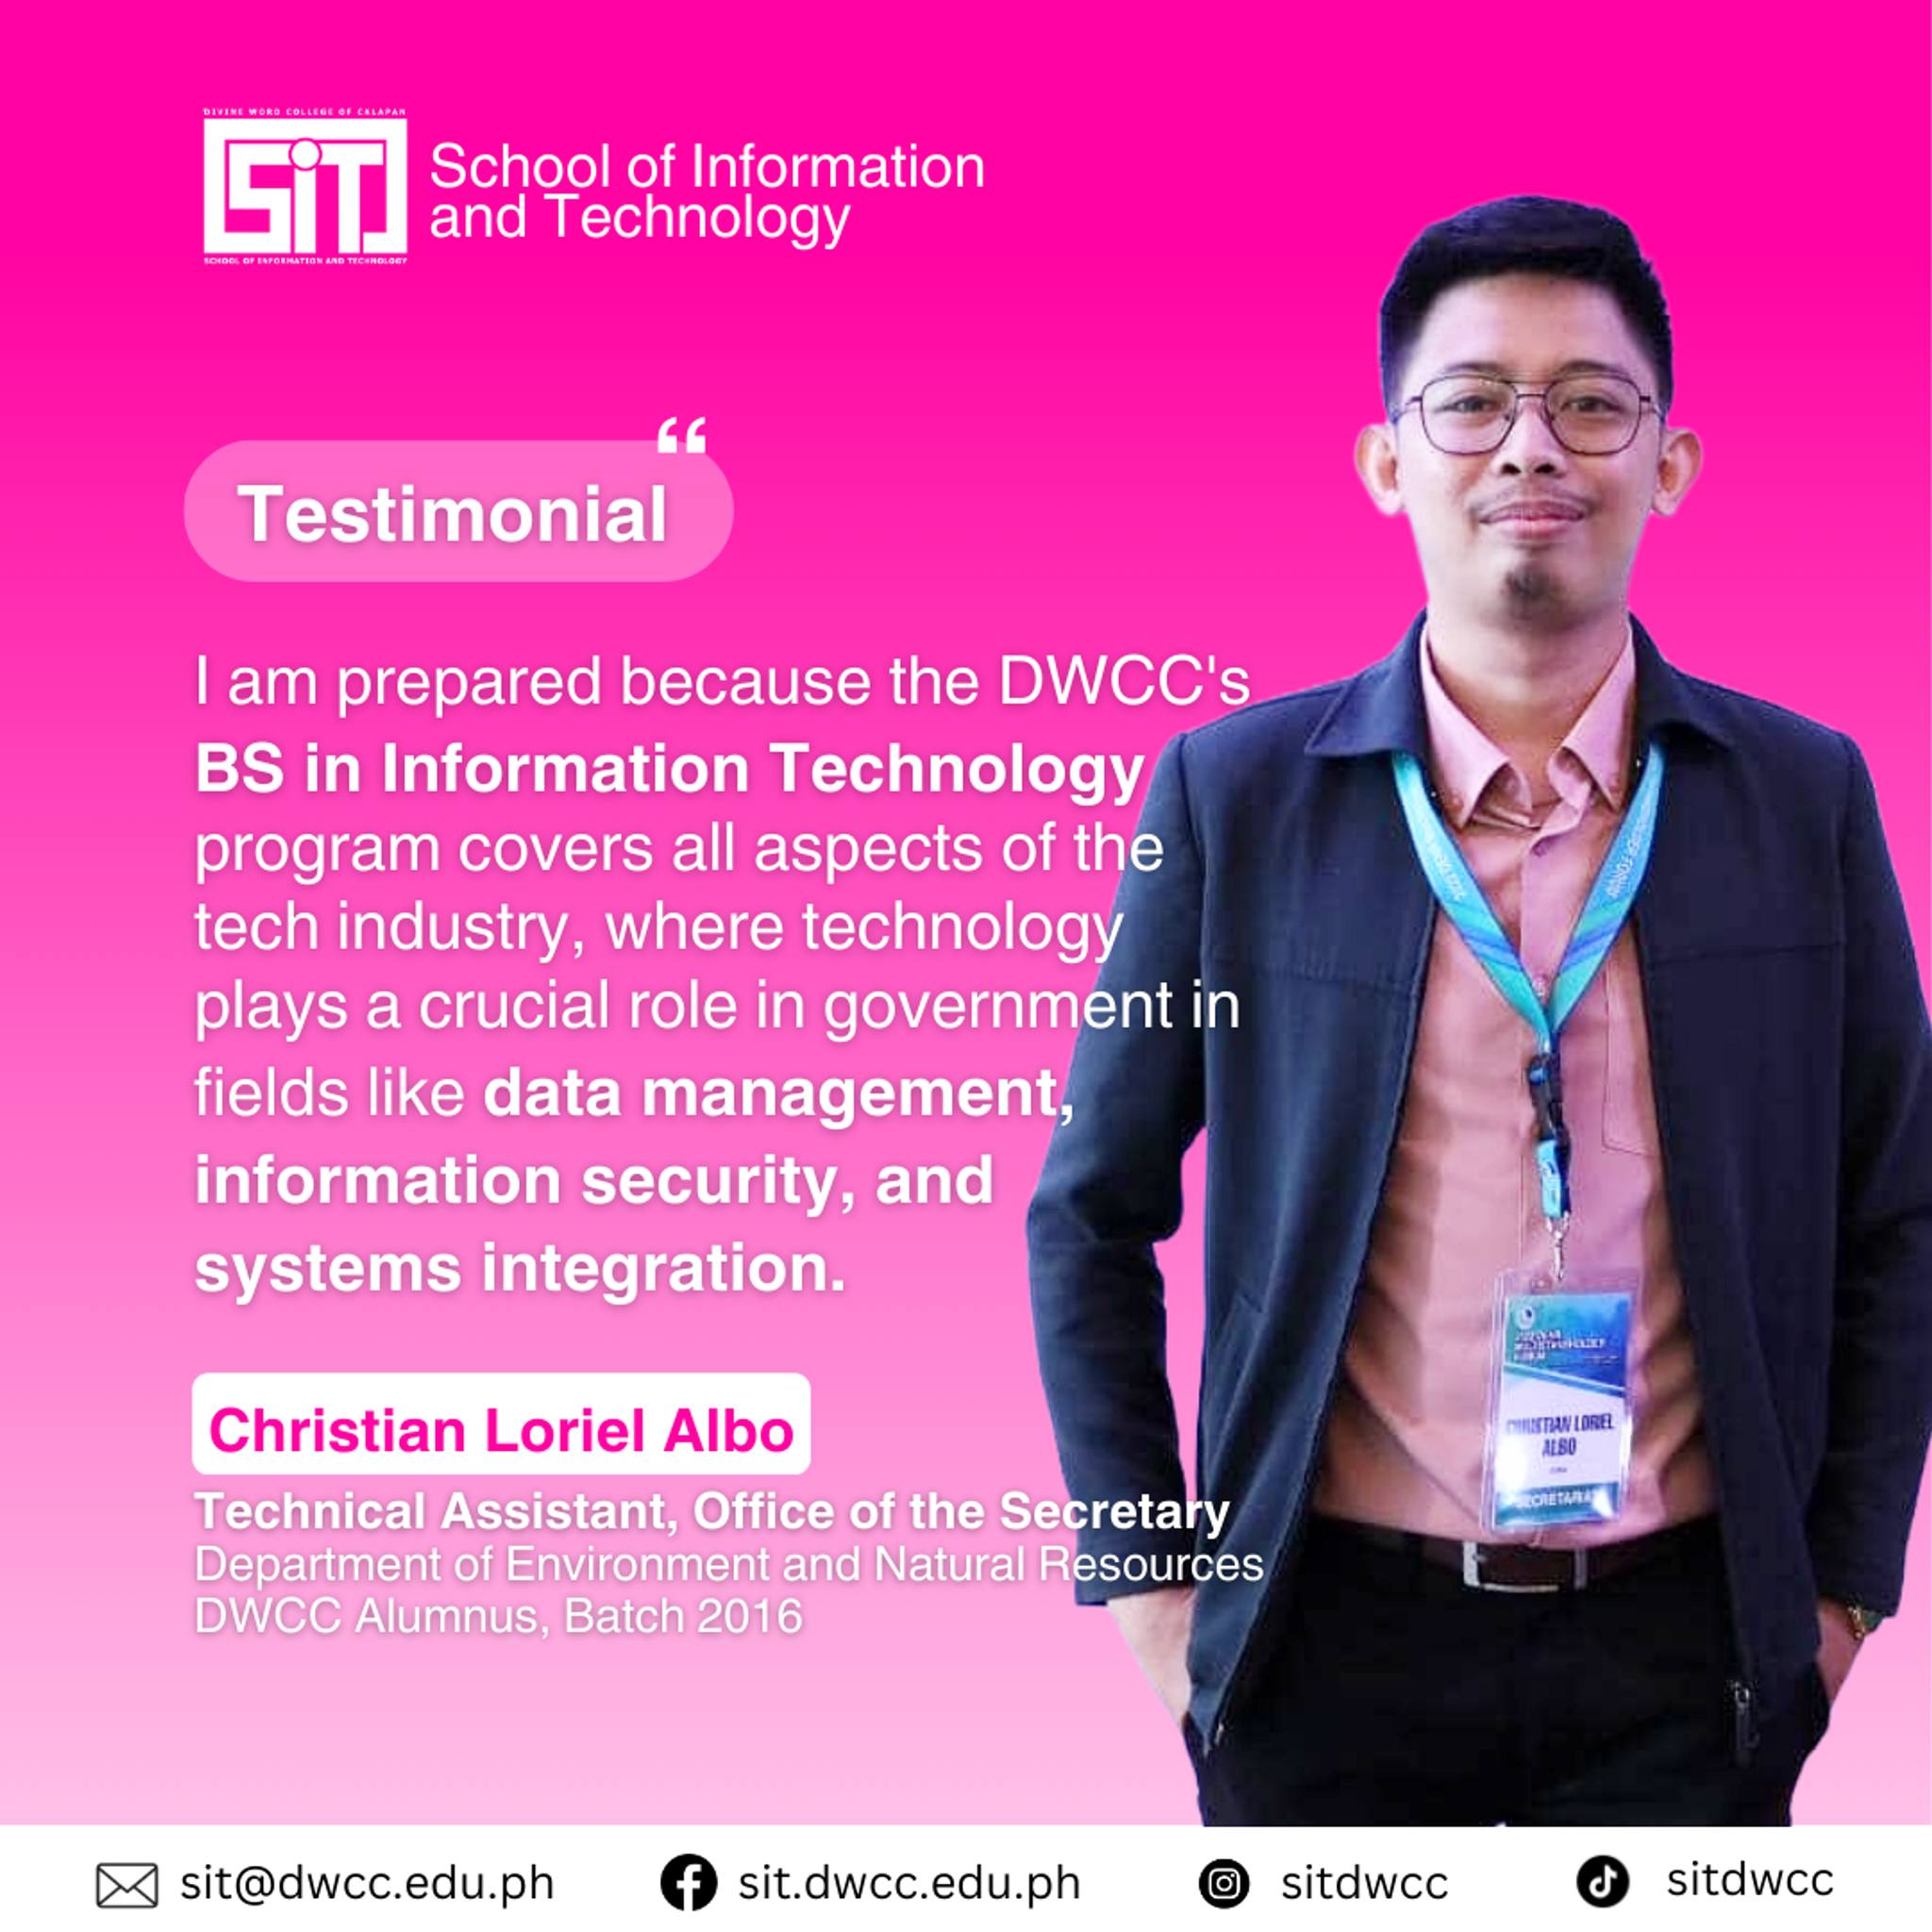 DIVINE WORD COLLEGE OF CALAPAN
SiT
SCHOOL OF INFORMATION AND TECHNOLOGY
School of Information
and Technology
“
Testimonial
I am prepared because the DWCC's
BS in Information Technology
program covers all aspects of the
tech industry, where technology
plays a crucial role in government in
fields like data management,
information security, and
systems integration.
Christian Loriel Albo
Technical Assistant, Office of the Secretary
Department of Environment and Natural Resources
DWCC Alumnus, Batch 2016
CHRISTIAN LORIEL
ALBO
SECRETARIAT
sit@dwcc.edu.ph
sit.dwcc.edu.ph
sitdwcc
sitdwcc